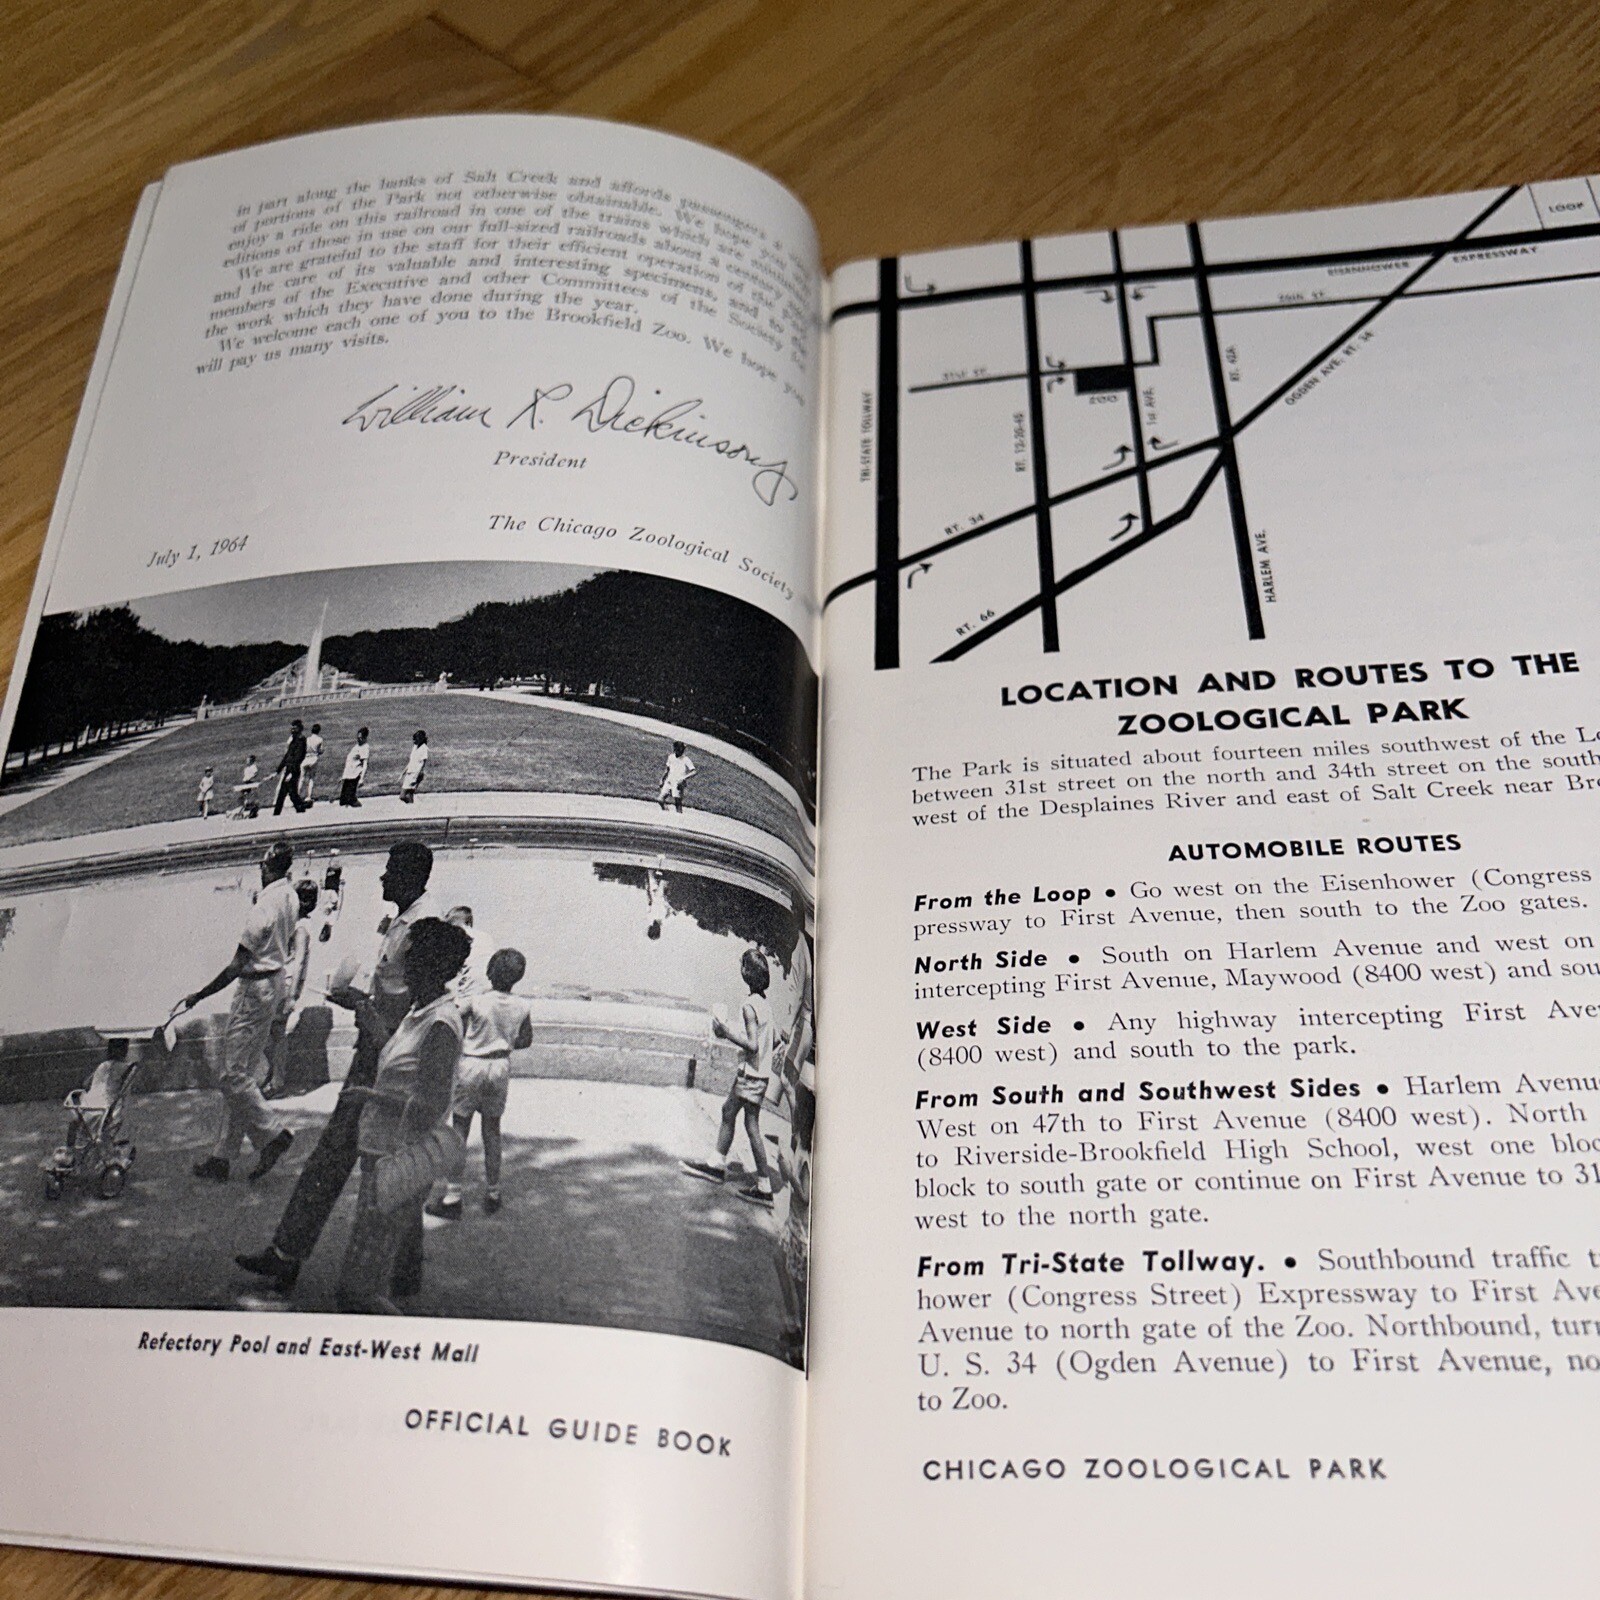 in part along the banks of Salt Creek and affords passengers a
of portions of the Park not otherwise obtainable. We hope you will
enjoy a ride on this railroad in one of the trains which are
editions of those in use on our full-sized railroads about a century
We are grateful to the staff for their efficient operation of the
and the care of its valuable and interesting specimens, and to the
members of the Executive and other Committees of the Society for
the work which they have done during the year.
We welcome each one of you to the Brookfield Zoo. We hope you
will pay us many visits.
William R. Dickinson
President
The Chicago Zoological Society
July 1, 1964
Refectory Pool and East-West Mall
OFFICIAL GUIDE BOOK
LOOP
EISENHOWER EXPRESSWAY
26TH ST.
31ST ST.
ZOO
1st AVE.
RT. 42A
OGDEN AVE. RT. 34
TRI-STATE TOLLWAY
RT. 12-20-45
RT. 34
RT. 66
HARLEM AVE.
LOCATION AND ROUTES TO THE
ZOOLOGICAL PARK
The Park is situated about fourteen miles southwest of the L
between 31st street on the north and 34th street on the south
west of the Desplaines River and east of Salt Creek near Br
AUTOMOBILE ROUTES
From the Loop • Go west on the Eisenhower (Congress
pressway to First Avenue, then south to the Zoo gates.
North Side • South on Harlem Avenue and west on
intercepting First Avenue, Maywood (8400 west) and sou
West Side • Any highway intercepting First Ave
(8400 west) and south to the park.
From South and Southwest Sides • Harlem Avenu
West on 47th to First Avenue (8400 west). North
to Riverside-Brookfield High School, west one bloc
block to south gate or continue on First Avenue to 31
west to the north gate.
From Tri-State Tollway. • Southbound traffic t
hower (Congress Street) Expressway to First Ave
Avenue to north gate of the Zoo. Northbound, turn
U. S. 34 (Ogden Avenue) to First Avenue, no
to Zoo.
CHICAGO ZOOLOGICAL PARK